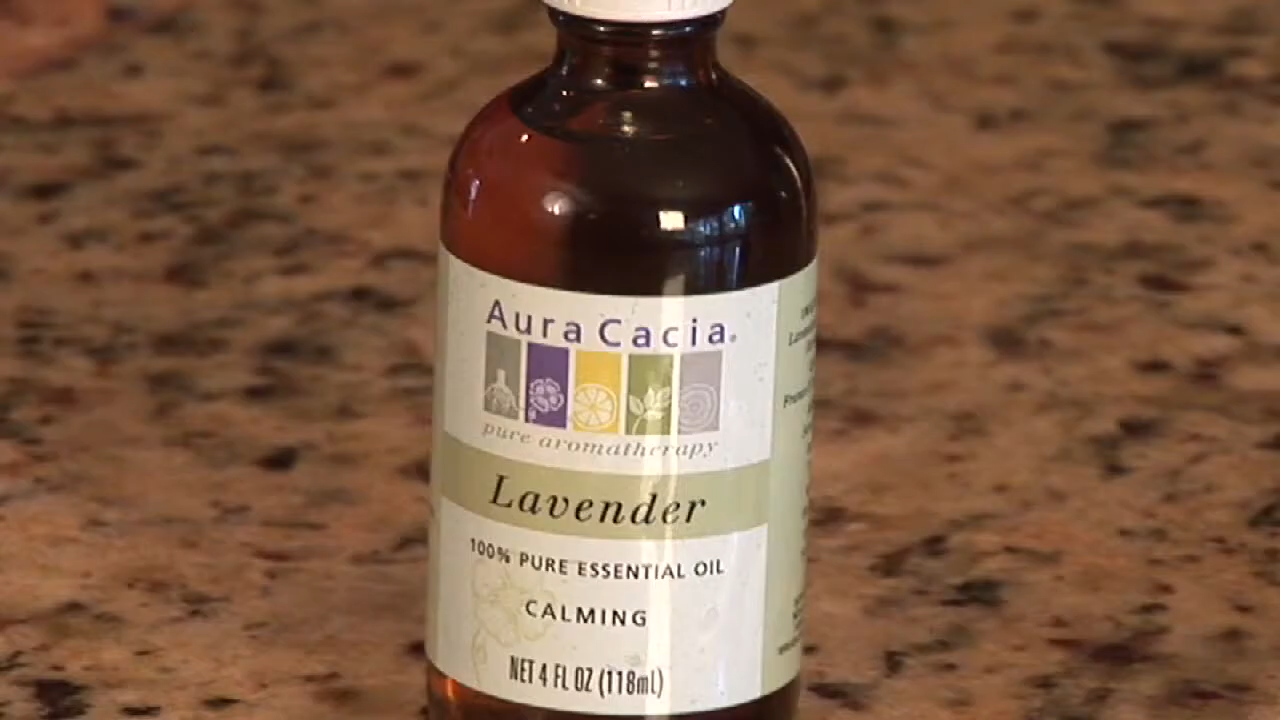 Aura Cacia.
pure aromatherapy
Lavender
100% PURE ESSENTIAL OIL
CALMING
NET 4 FL OZ (118mL)